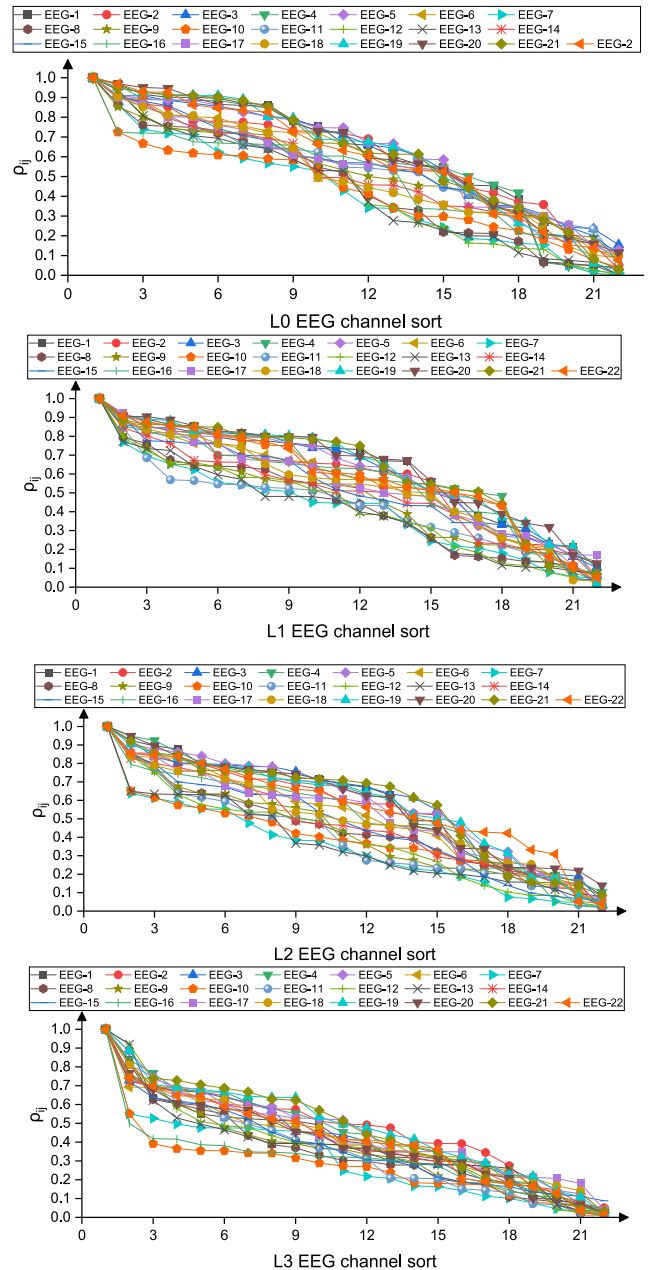 EEG-1 EEG-2 EEG-3 EEG-4 EEG-5 EEG-6 EEG-7
EEG-8 EEG-9 EEG-10 EEG-11 EEG-12 EEG-13 EEG-14
EEG-15 EEG-16 EEG-17 EEG-18 EEG-19 EEG-20 EEG-21 EEG-2
1.0
0.9
0.8
0.7
0.6
0.5
0.4
0.3
0.2
0.1
0.0
ρij
0 3 6 9 12 15 18 21
L0 EEG channel sort
EEG-1 EEG-2 EEG-3 EEG-4 EEG-5 EEG-6 EEG-7
EEG-8 EEG-9 EEG-10 EEG-11 EEG-12 EEG-13 EEG-14
EEG-15 EEG-16 EEG-17 EEG-18 EEG-19 EEG-20 EEG-21 EEG-22
1.0
0.9
0.8
0.7
0.6
0.5
0.4
0.3
0.2
0.1
0.0
ρij
0 3 6 9 12 15 18 21
L1 EEG channel sort
EEG-1 EEG-2 EEG-3 EEG-4 EEG-5 EEG-6 EEG-7
EEG-8 EEG-9 EEG-10 EEG-11 EEG-12 EEG-13 EEG-14
EEG-15 EEG-16 EEG-17 EEG-18 EEG-19 EEG-20 EEG-21 EEG-22
1.0
0.9
0.8
0.7
0.6
0.5
0.4
0.3
0.2
0.1
0.0
ρij
0 3 6 9 12 15 18 21
L2 EEG channel sort
EEG-1 EEG-2 EEG-3 EEG-4 EEG-5 EEG-6 EEG-7
EEG-8 EEG-9 EEG-10 EEG-11 EEG-12 EEG-13 EEG-14
EEG-15 EEG-16 EEG-17 EEG-18 EEG-19 EEG-20 EEG-21 EEG-22
1.0
0.9
0.8
0.7
0.6
0.5
0.4
0.3
0.2
0.1
0.0
ρij
0 3 6 9 12 15 18 21
L3 EEG channel sort